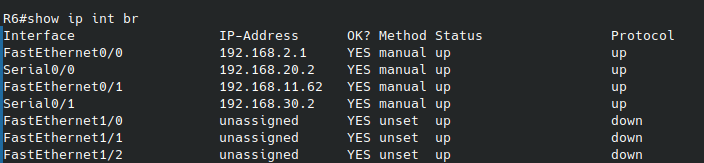 R6#show ip int br
Interface                  IP-Address      OK? Method Status                Protocol
FastEthernet0/0            192.168.2.1     YES manual up                    up
Serial0/0                  192.168.20.2    YES manual up                    up
FastEthernet0/1            192.168.11.62   YES manual up                    up
Serial0/1                  192.168.30.2    YES manual up                    up
FastEthernet1/0            unassigned      YES unset  up                    down
FastEthernet1/1            unassigned      YES unset  up                    down
FastEthernet1/2            unassigned      YES unset  up                    down